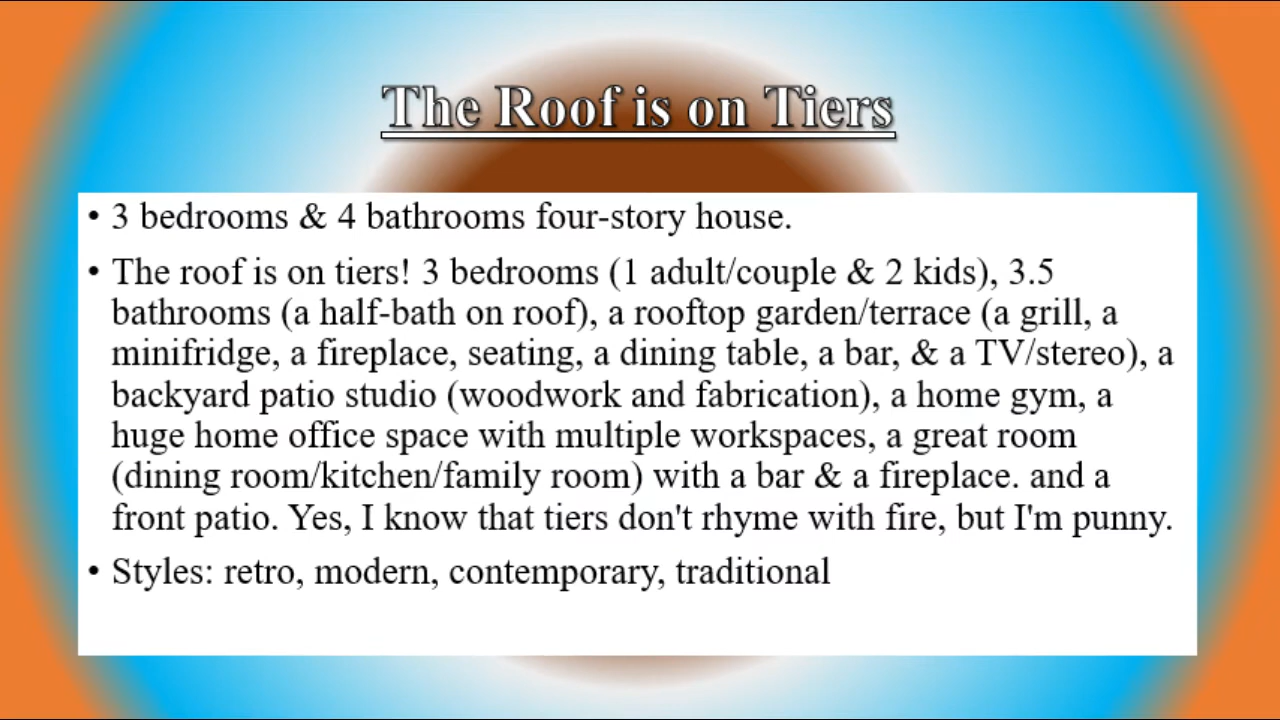 The Roof is on Tiers
• 3 bedrooms & 4 bathrooms four-story house.
• The roof is on tiers! 3 bedrooms (1 adult/couple & 2 kids), 3.5
bathrooms (a half-bath on roof), a rooftop garden/terrace (a grill, a
minifridge, a fireplace, seating, a dining table, a bar, & a TV/stereo), a
backyard patio studio (woodwork and fabrication), a home gym, a
huge home office space with multiple workspaces, a great room
(dining room/kitchen/family room) with a bar & a fireplace. and a
front patio. Yes, I know that tiers don't rhyme with fire, but I'm punny.
• Styles: retro, modern, contemporary, traditional